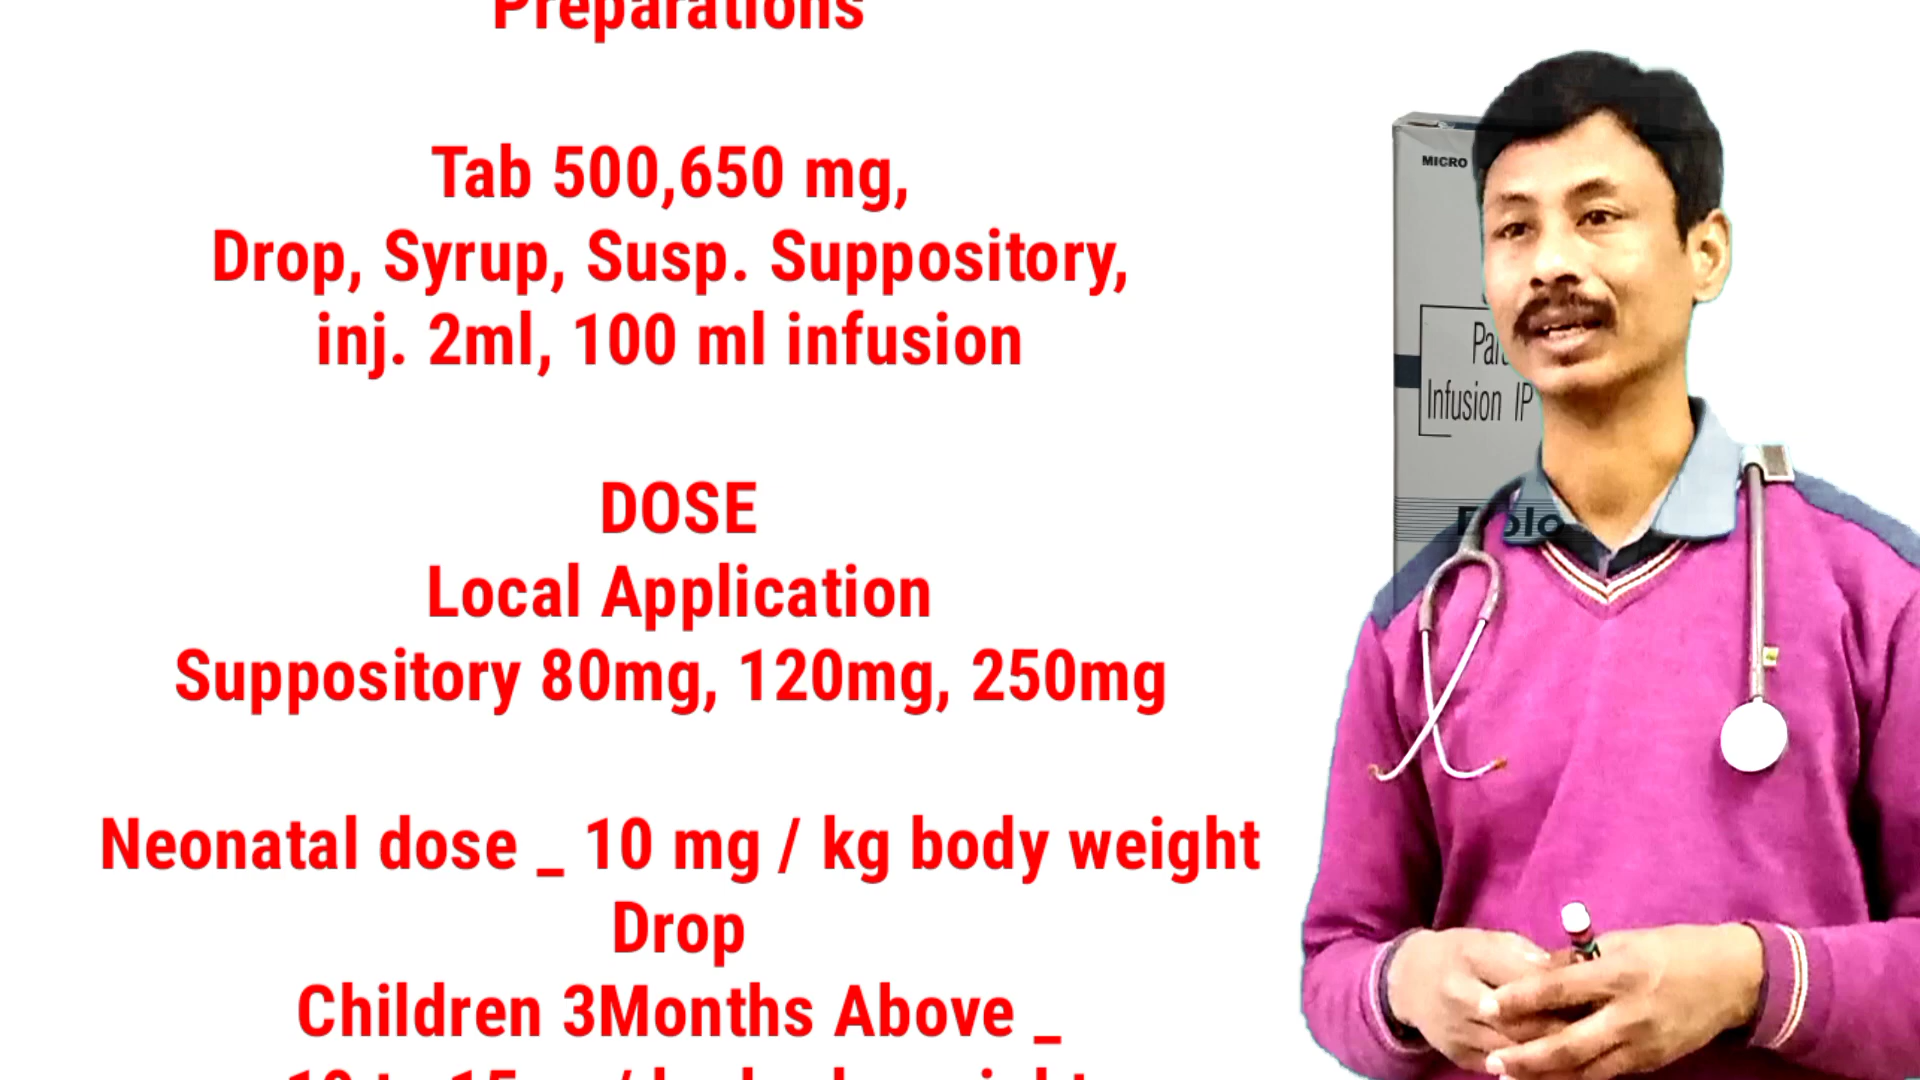 Preparations
Tab 500,650 mg,
Drop, Syrup, Susp. Suppository,
inj. 2ml, 100 ml infusion
DOSE
Local Application
Suppository 80mg, 120mg, 250mg
Neonatal dose _ 10 mg / kg body weight
Drop
Children 3Months Above _
MICRO
Infusion IP